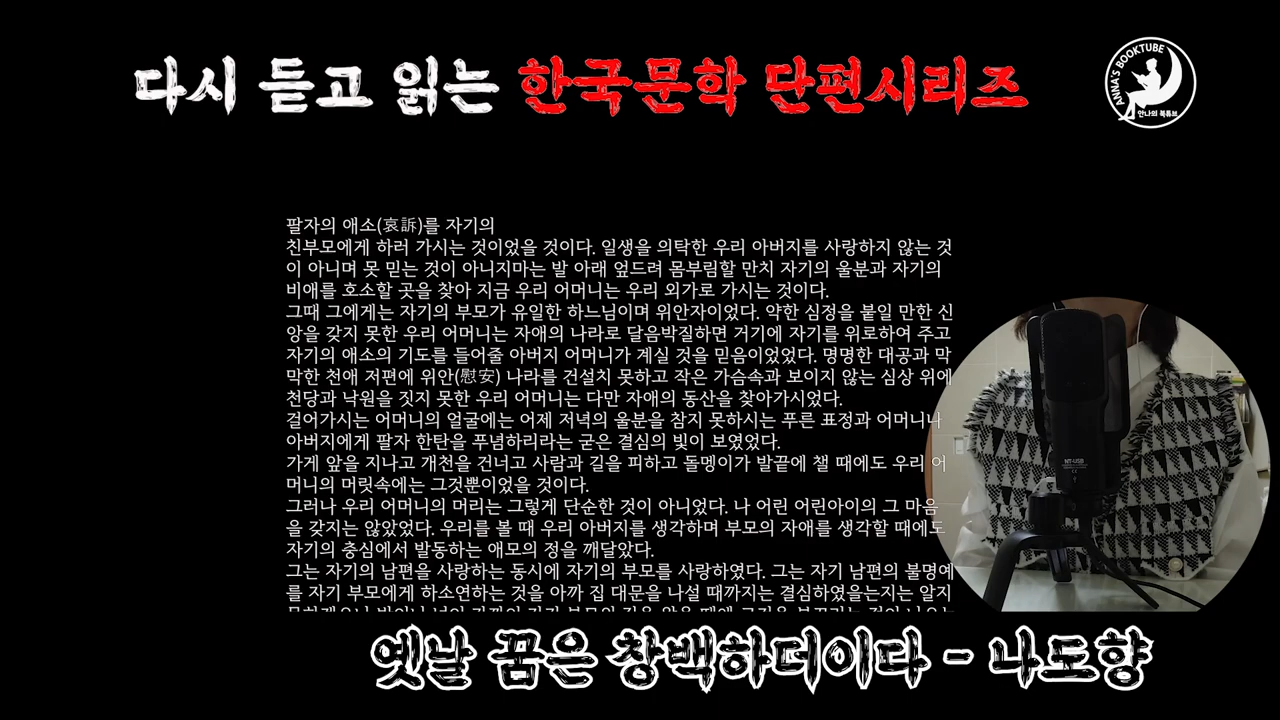 다시 듣고 읽는 한국문학 단편시리즈
ANNA'S BOOKTUBE
안나의 북튜브
팔자의 애소(哀訴)를 자기의
친부모에게 하러 가시는 것이었을 것이다. 일생을 의탁한 우리 아버지를 사랑하지 않는 것
이 아니며 못 믿는 것이 아니지마는 발 아래 엎드려 몸부림할 만치 자기의 울분과 자기의
비애를 호소할 곳을 찾아 지금 우리 어머니는 우리 외가로 가시는 것이다.
그때 그에게는 자기의 부모가 유일한 하느님이며 위안자이었다. 약한 심정을 붙일 만한 신
앙을 갖지 못한 우리 어머니는 자애의 나라로 달음박질하면 거기에 자기를 위로하여 주고
자기의 애소의 기도를 들어줄 아버지 어머니가 계실 것을 믿음이었었다. 명명한 대공과 막
막한 천애 저편에 위안(慰安) 나라를 건설치 못하고 작은 가슴속과 보이지 않는 심상 위에
천당과 낙원을 짓지 못한 우리 어머니는 다만 자애의 동산을 찾아가시었다.
걸어가시는 어머니의 얼굴에는 어제 저녁의 울분을 참지 못하시는 푸른 표정과 어머니나
아버지에게 팔자 한탄을 푸념하리라는 굳은 결심의 빛이 보였었다.
가게 앞을 지나고 개천을 건너고 사람과 길을 피하고 돌멩이가 발끝에 챌 때에도 우리 어
머니의 머릿속에는 그것뿐이었을 것이다.
그러나 우리 어머니의 머리는 그렇게 단순한 것이 아니었다. 나 어린 어린아이의 그 마음
을 갖지는 않았었다. 우리를 볼 때 우리 아버지를 생각하며 부모의 자애를 생각할 때에도
자기의 충심에서 발동하는 애모의 정을 깨달았다.
그는 자기의 남편을 사랑하는 동시에 자기의 부모를 사랑하였다. 그는 자기 남편의 불명예
를 자기 부모에게 하소연하는 것을 아까 집 대문을 나설 때까지는 결심하였을는지는 알지
NT-USB
옛날 꿈은 창백하더이다 - 나도향